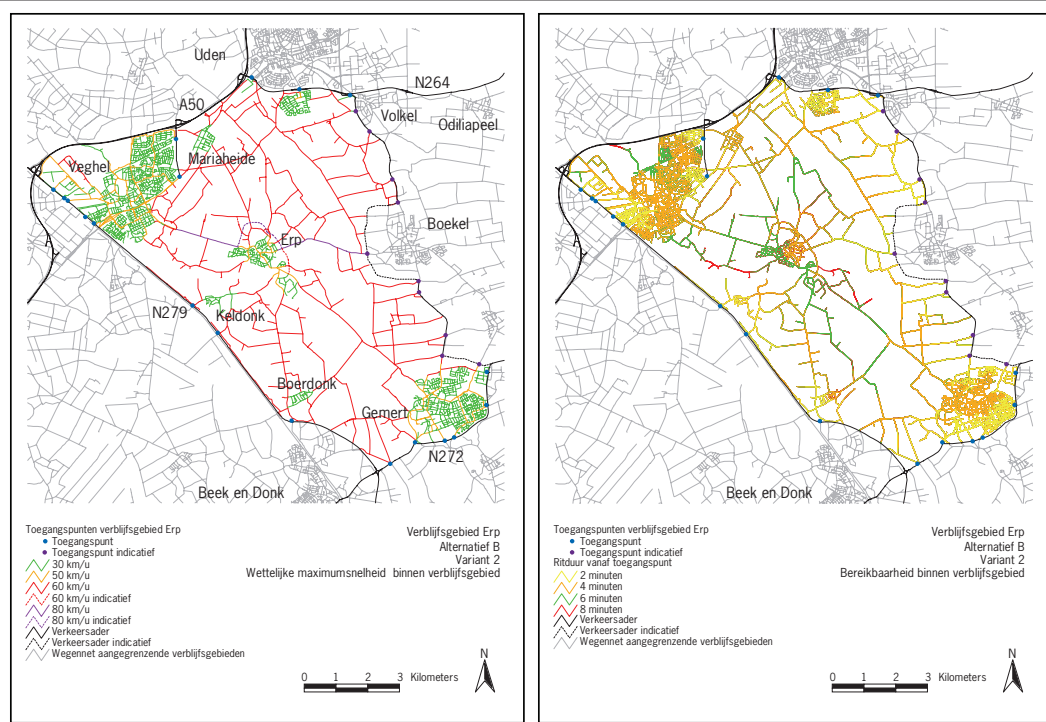 Uden
N264
A50
Volkel
Odiliapeel
Mariaheide
Veghel
Boekel
Erp
N279
Keldonk
Boerdonk
Gemert
N272
Beek en Donk
Toegangspunten verblijfsgebied Erp
Toegangspunt
Toegangspunt indicatief
30 km/u
50 km/u
60 km/u
60 km/u indicatief
80 km/u
80 km/u indicatief
Verkeersader
Verkeersader indicatief
Wegennet aangegrenzende verblijfsgebieden
Verblijfsgebied Erp
Alternatief B
Variant 2
Wettelijke maximumsnelheid binnen verblijfsgebied
N
0 1 2 3 Kilometers
Beek en Donk
Toegangspunten verblijfsgebied Erp
Toegangspunt
Toegangspunt indicatief
Ritduur vanaf toegangspunt
2 minuten
4 minuten
6 minuten
8 minuten
Verkeersader
Verkeersader indicatief
Wegennet aangegrenzende verblijfsgebieden
Verblijfsgebied Erp
Alternatief B
Variant 2
Bereikbaarheid binnen verblijfsgebied
N
0 1 2 3 Kilometers